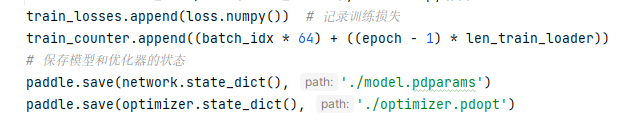 train_losses.append(loss.numpy())  # 记录训练损失
train_counter.append((batch_idx * 64) + ((epoch - 1) * len_train_loader))
# 保存模型和优化器的状态
paddle.save(network.state_dict(), path: './model.pdparams')
paddle.save(optimizer.state_dict(), path: './optimizer.pdopt')